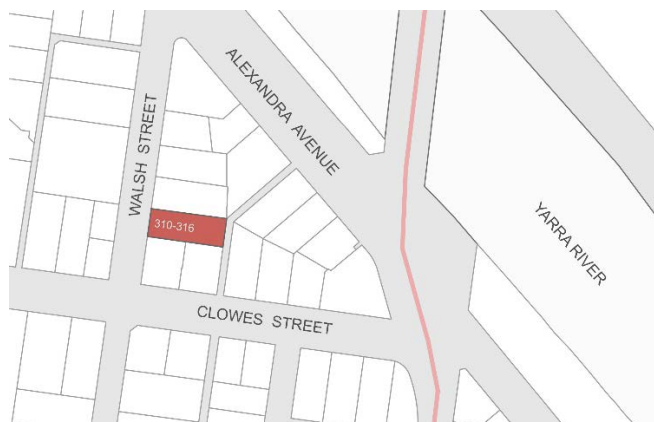 ALEXANDRA AVENUE
WALSH STREET
310-316
YARRA RIVER
CLOWES STREET